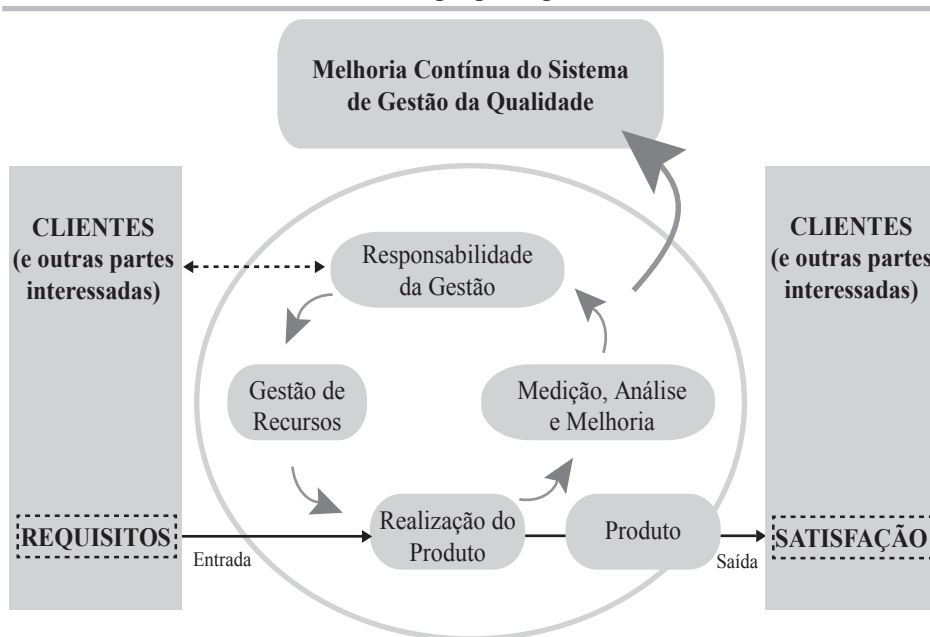 Melhoria Contínua do Sistema
de Gestão da Qualidade
CLIENTES
(e outras partes
interessadas)
Responsabilidade
da Gestão
CLIENTES
(e outras partes
interessadas)
Gestão de
Recursos
Medição, Análise
e Melhoria
REQUISITOS
Entrada
Realização do
Produto
Produto
Saída
SATISFAÇÃO